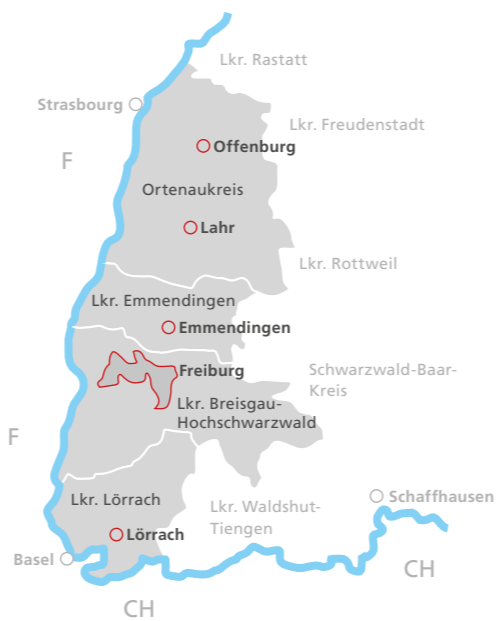 Lkr. Rastatt
Strasbourg
Lkr. Freudenstadt
Offenburg
F
Ortenaukreis
Lahr
Lkr. Rottweil
Lkr. Emmendingen
Emmendingen
Freiburg
Schwarzwald-Baar-
Kreis
Lkr. Breisgau-
Hochschwarzwald
F
Lkr. Lörrach
Schaffhausen
Lkr. Waldshut-
Tiengen
Lörrach
Basel
CH
CH